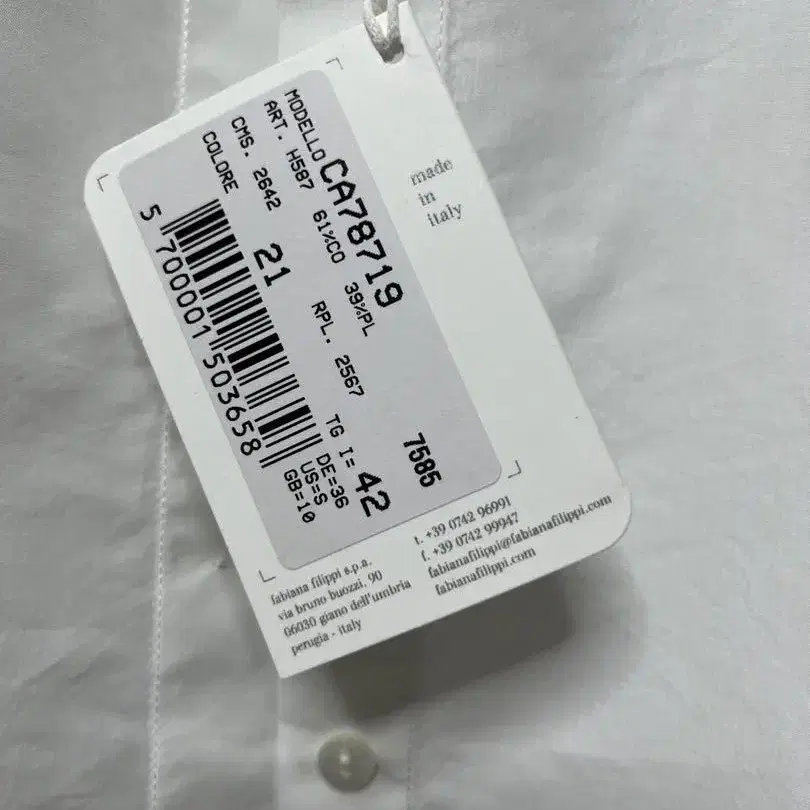 made
in
italy
MODELLO CA78719
ART. H587 61%CO 39%PL
CMS. 2642 RPL. 2567
COLORE 21
7585
TG I= 42
DE=36
US=S
GB=10
5 700001 503658
fabiana filippi s.p.a.
via bruno buozzi, 90
06030 giano dell'umbria
perugia - italy
t. +39 0742 96991
f. +39 0742 99947
fabianafilippi@fabianafilippi.com
fabianafilippi.com